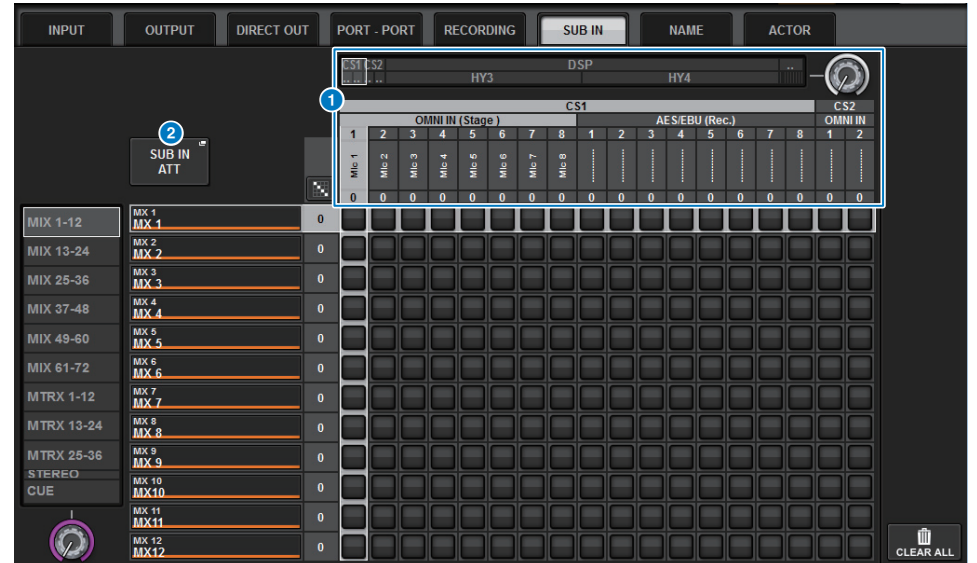 INPUT OUTPUT DIRECT OUT PORT - PORT RECORDING SUB IN NAME ACTOR
CS1 CS2 DSP ..
.. .. .. .. HY3 HY4
1
CS1 CS2
OMNI IN (Stage ) AES/EBU (Rec.) OMNI IN
1 2 3 4 5 6 7 8 1 2 3 4 5 6 7 8 1 2
2
SUB IN
ATT
Mic 1 Mic 2 Mic 3 Mic 4 Mic 5 Mic 6 Mic 7 Mic 8
0 0 0 0 0 0 0 0 0 0 0 0 0 0 0 0 0 0
MIX 1-12
MIX 13-24
MIX 25-36
MIX 37-48
MIX 49-60
MIX 61-72
MTRX 1-12
MTRX 13-24
MTRX 25-36
STEREO
CUE
MX 1
MX 1 0
MX 2
MX 2 0
MX 3
MX 3 0
MX 4
MX 4 0
MX 5
MX 5 0
MX 6
MX 6 0
MX 7
MX 7 0
MX 8
MX 8 0
MX 9
MX 9 0
MX 10
MX10 0
MX 11
MX11 0
MX 12
MX12 0
CLEAR ALL